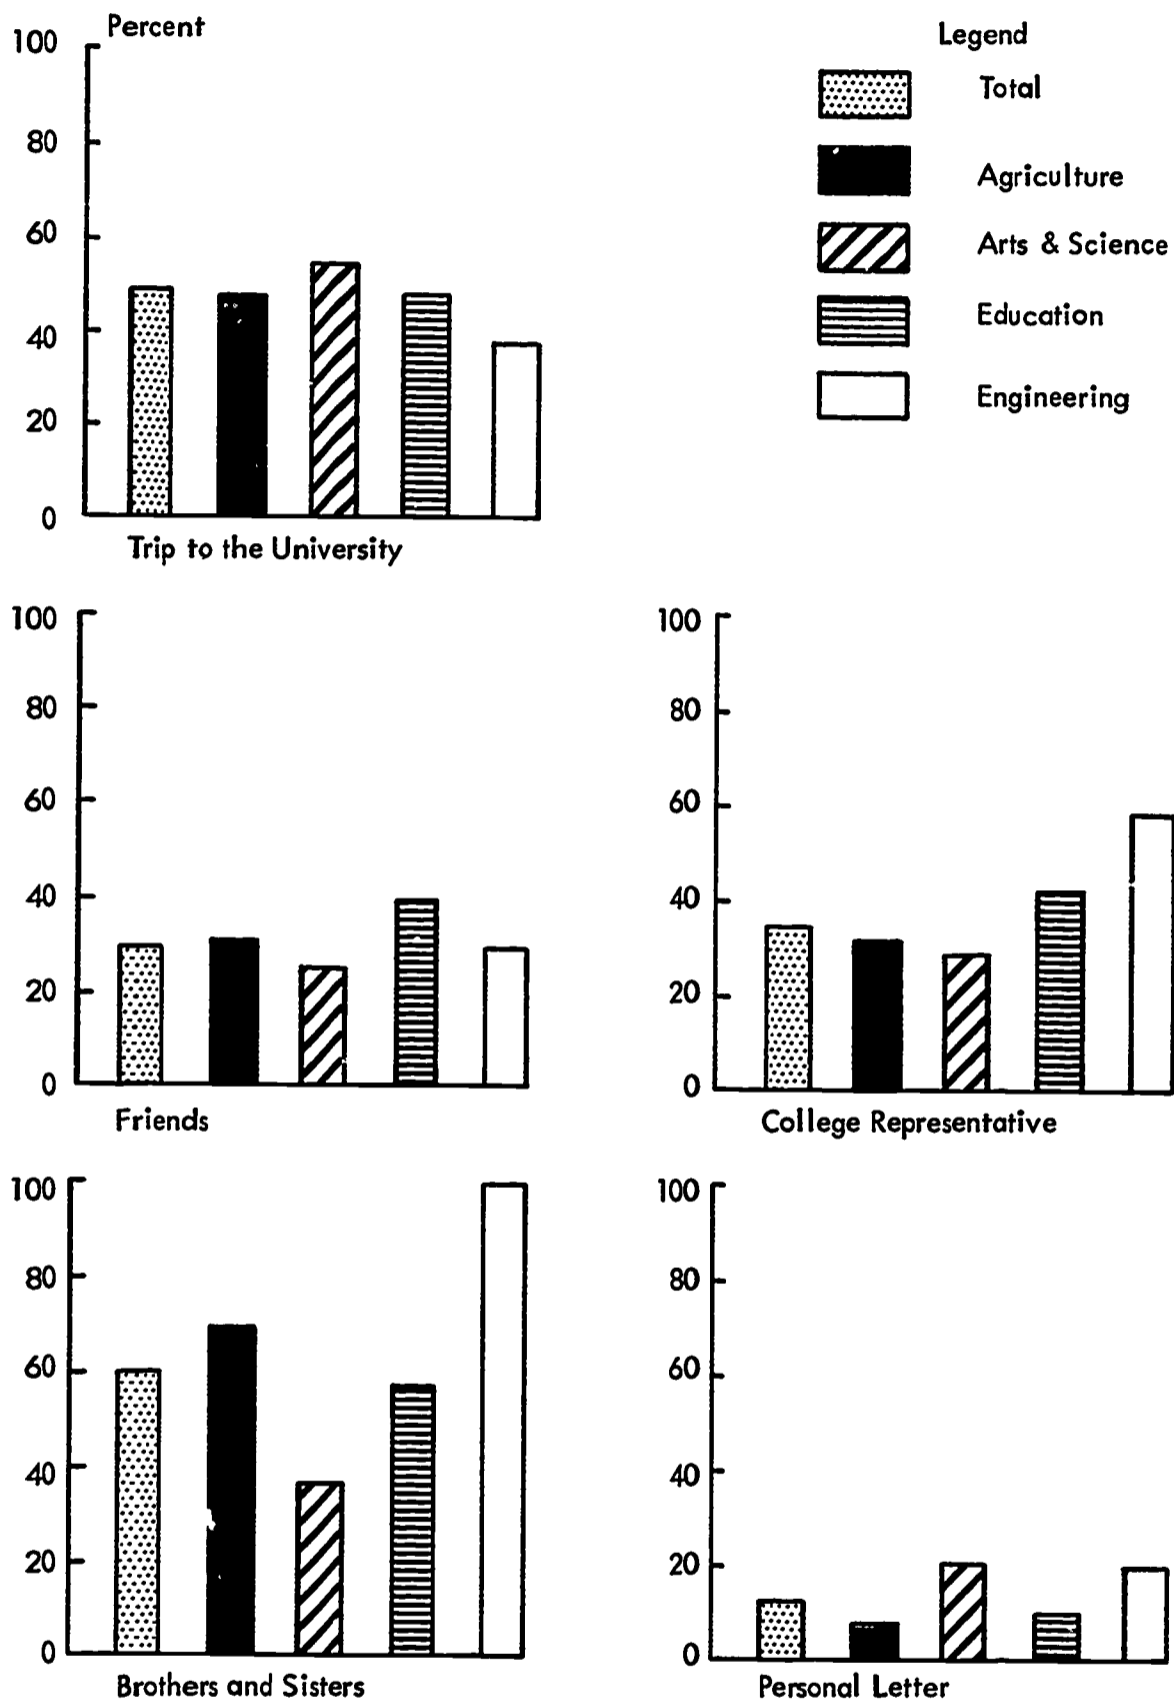 Percent
100
80
60
40
20
0
Trip to the University
Legend
Total
Agriculture
Arts & Science
Education
Engineering
100
80
60
40
20
0
Friends
100
80
60
40
20
0
College Representative
100
80
60
40
20
0
Brothers and Sisters
100
80
60
40
20
0
Personal Letter